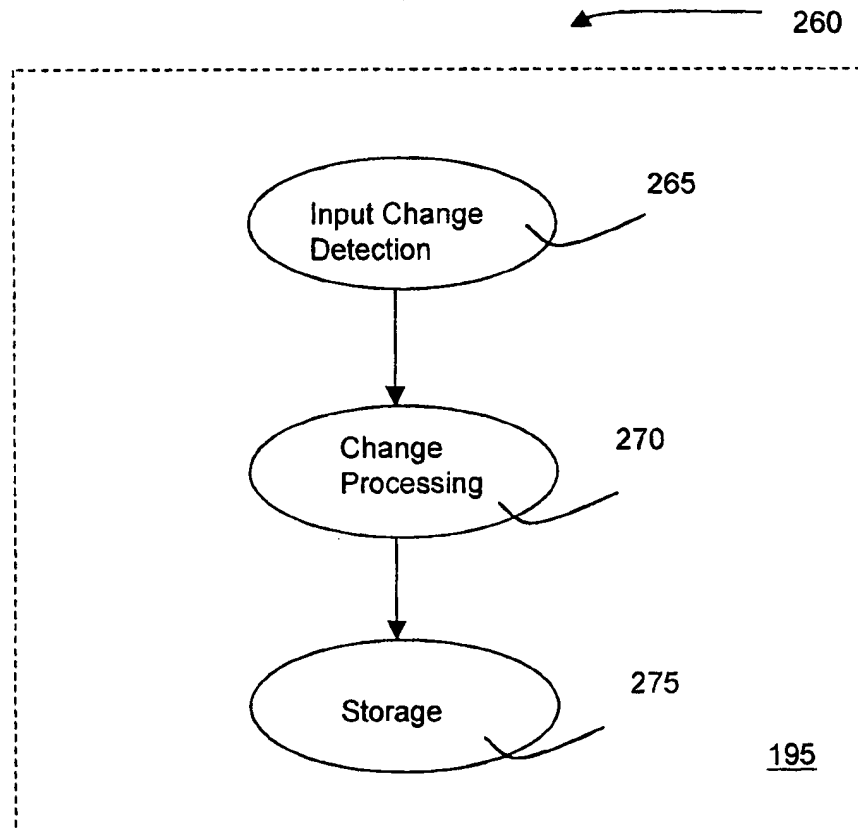 260
265
Input Change
Detection
270
Change
Processing
275
Storage
195